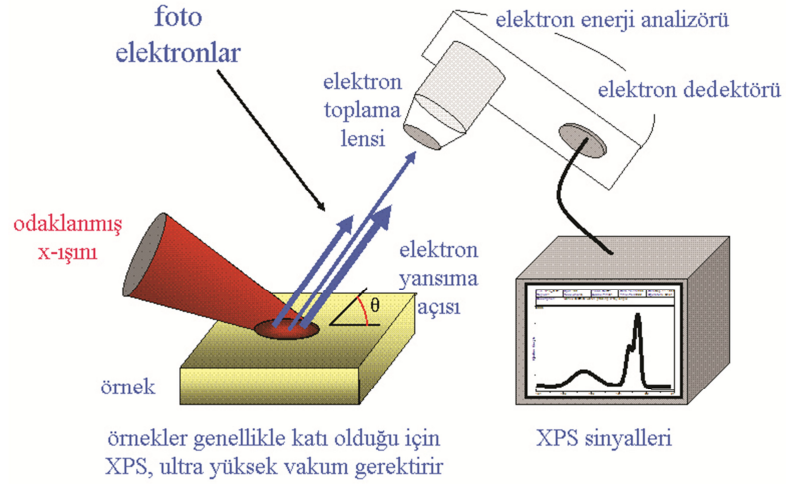 foto
elektronlar
elektron enerji analizörü
elektron dedektörü
elektron
toplama
lensi
odaklanmış
x-ışını
elektron
yansıma
açısı
θ
örnek
örnekler genellikle katı olduğu için
XPS, ultra yüksek vakum gerektirir
XPS sinyalleri